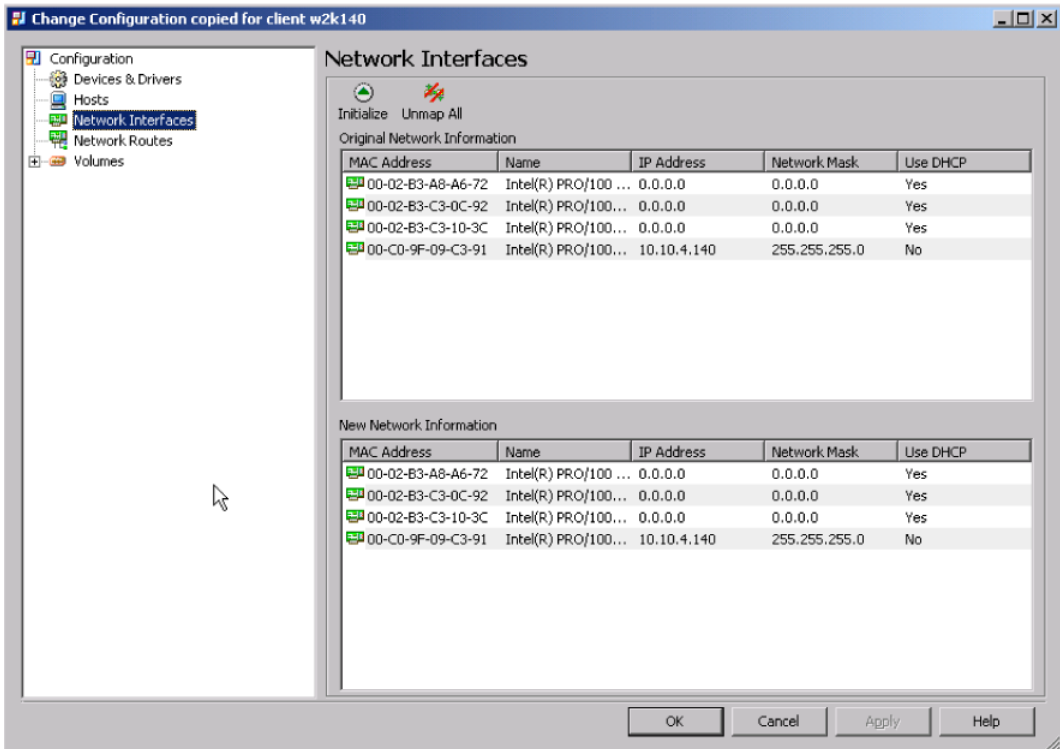 Change Configuration copied for client w2k140
Configuration
Devices & Drivers
Hosts
Network Interfaces
Network Routes
Volumes
Network Interfaces
Initialize Unmap All
Original Network Information
MAC Address Name IP Address Network Mask Use DHCP
00-02-B3-A8-A6-72 Intel(R) PRO/100 ... 0.0.0.0 0.0.0.0 Yes
00-02-B3-C3-0C-92 Intel(R) PRO/100... 0.0.0.0 0.0.0.0 Yes
00-02-B3-C3-10-3C Intel(R) PRO/100... 0.0.0.0 0.0.0.0 Yes
00-C0-9F-09-C3-91 Intel(R) PRO/100... 10.10.4.140 255.255.255.0 No
New Network Information
MAC Address Name IP Address Network Mask Use DHCP
00-02-B3-A8-A6-72 Intel(R) PRO/100 ... 0.0.0.0 0.0.0.0 Yes
00-02-B3-C3-0C-92 Intel(R) PRO/100... 0.0.0.0 0.0.0.0 Yes
00-02-B3-C3-10-3C Intel(R) PRO/100... 0.0.0.0 0.0.0.0 Yes
00-C0-9F-09-C3-91 Intel(R) PRO/100... 10.10.4.140 255.255.255.0 No
OK Cancel Apply Help